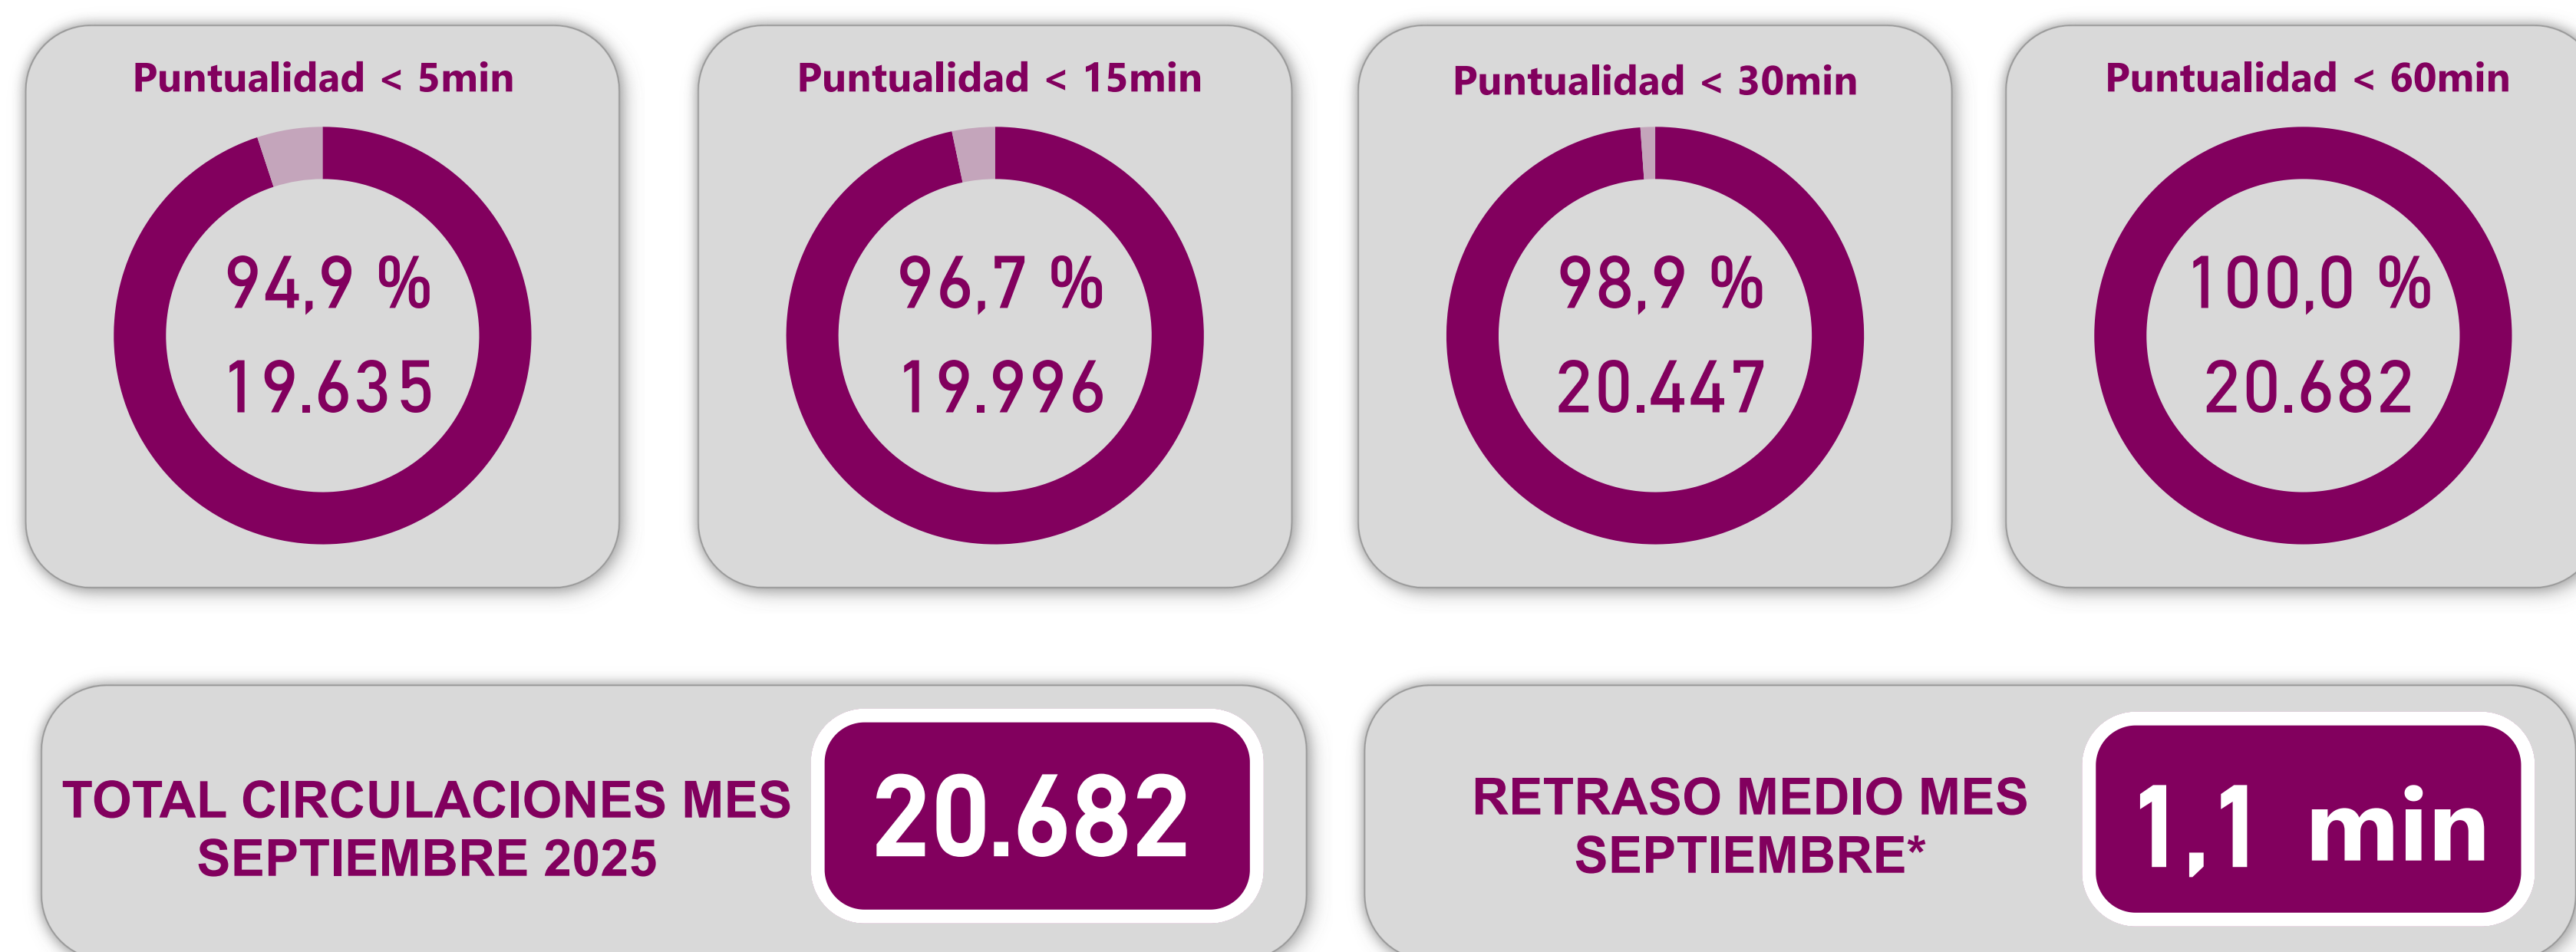 Puntualidad < 5min
94,9 %
19.635
Puntualidad < 15min
96,7 %
19.996
Puntualidad < 30min
98,9 %
20.447
Puntualidad < 60min
100,0 %
20.682
TOTAL CIRCULACIONES MES
SEPTIEMBRE 2025
20.682
RETRASO MEDIO MES
SEPTIEMBRE*
1,1 min